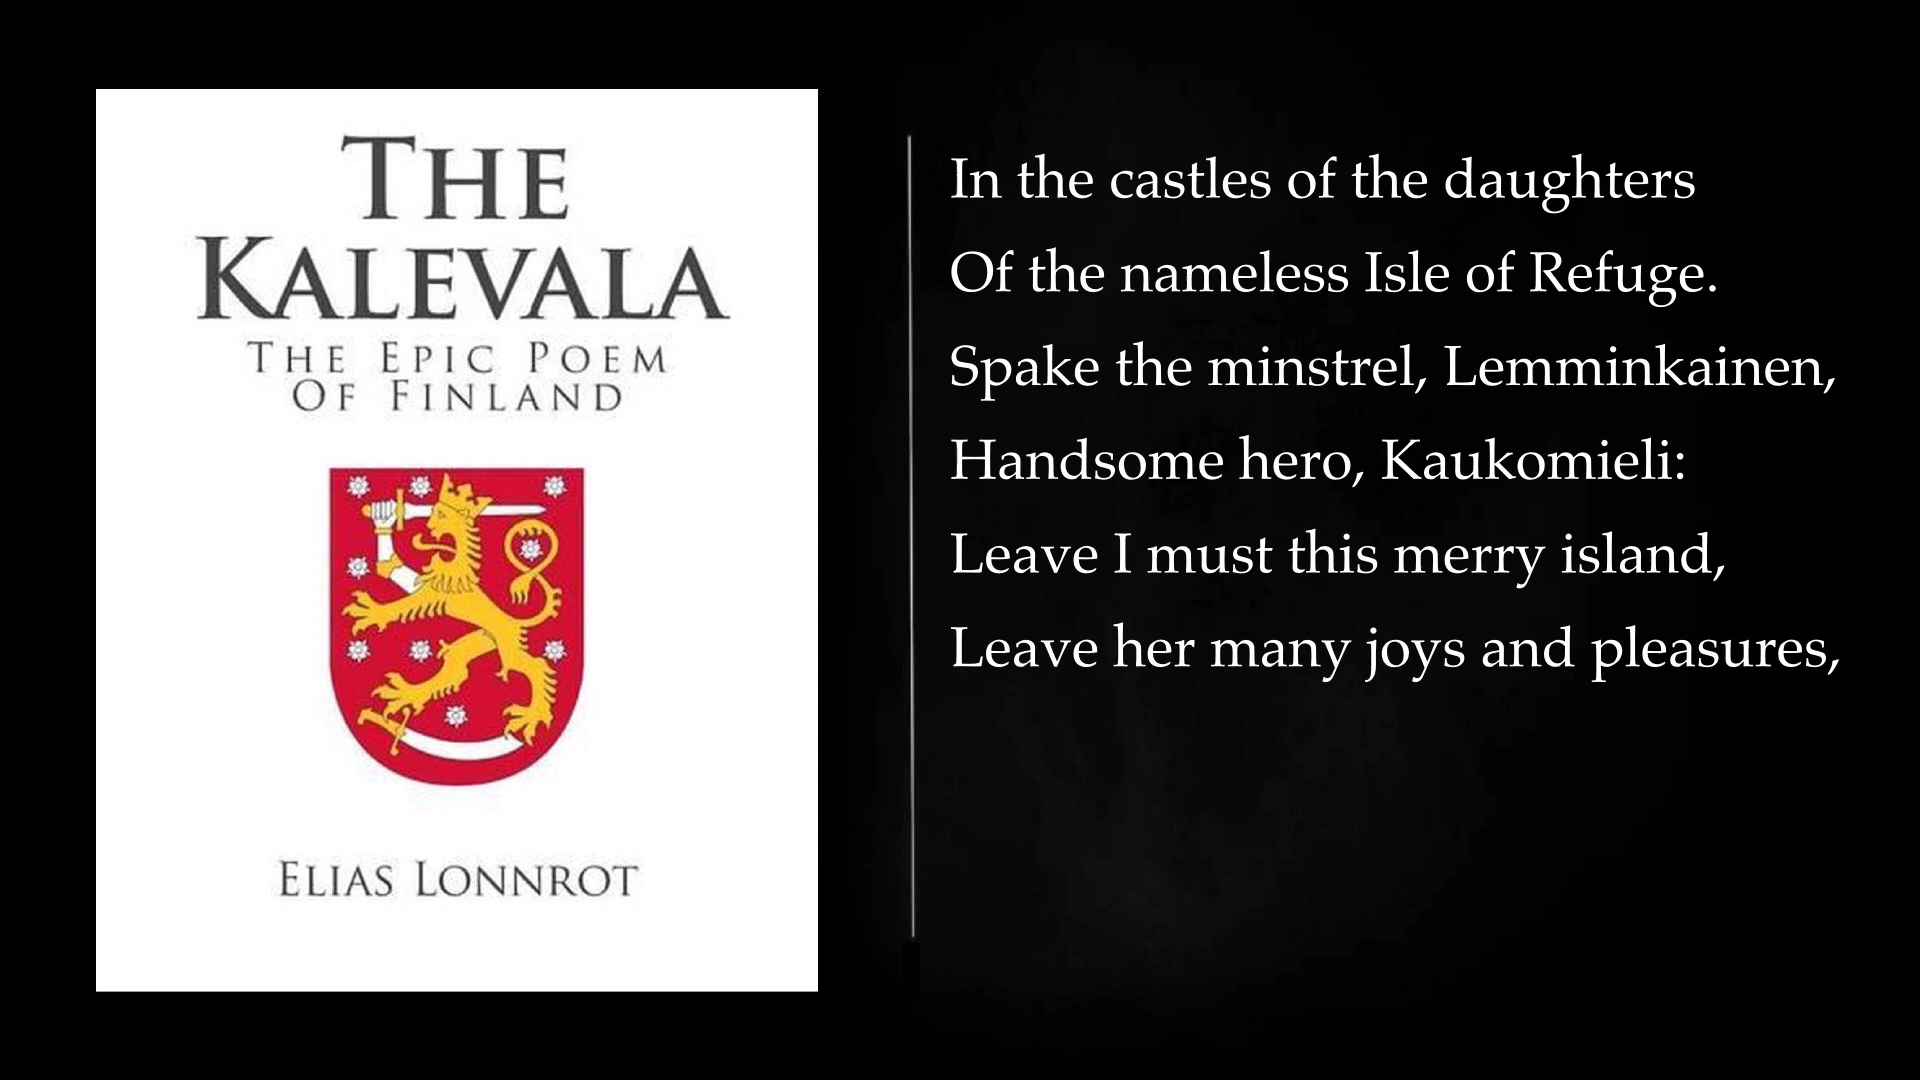 THE
KALEVALA
THE EPIC POEM
OF FINLAND
ELIAS LONNROT
In the castles of the daughters
Of the nameless Isle of Refuge.
Spake the minstrel, Lemminkainen,
Handsome hero, Kaukomieli:
Leave I must this merry island,
Leave her many joys and pleasures,